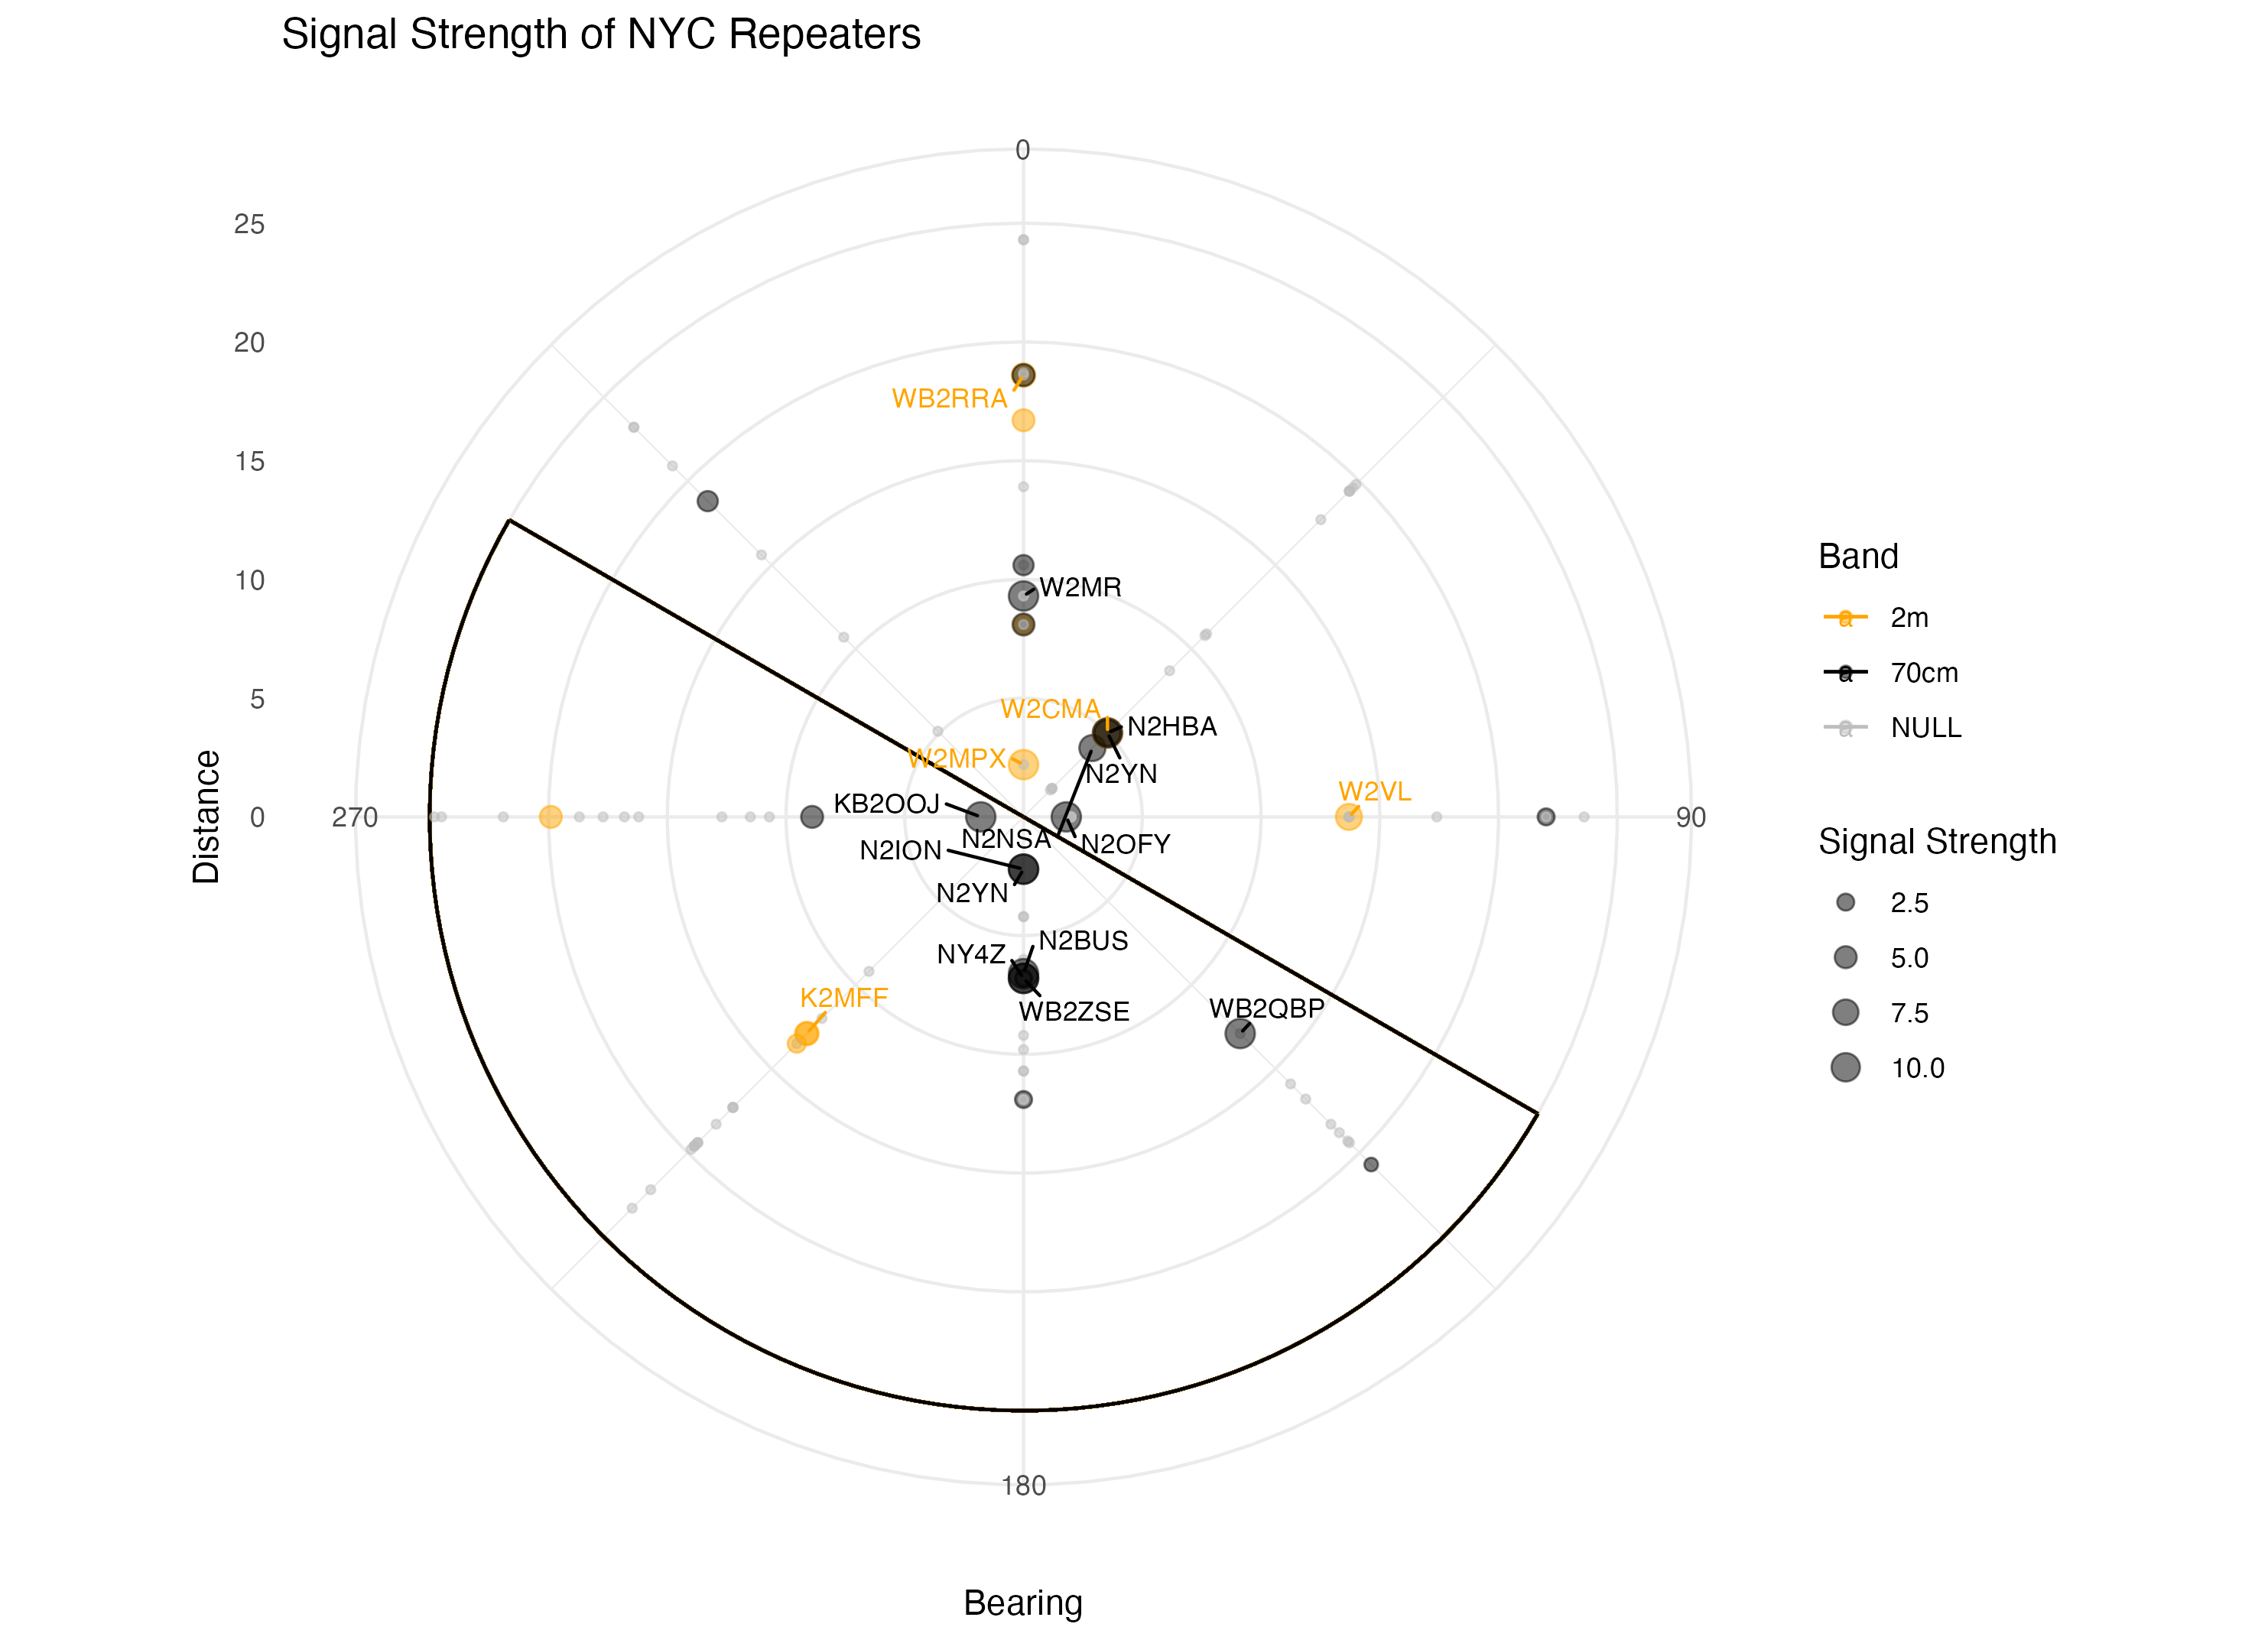 Signal Strength of NYC Repeaters
0
25
20
WB2RRA
15
10
W2MR
5
W2CMA
N2HBA
W2MPX
N2YN
W2VL
KB2OOJ
270
0
90
N2NSA
N2OFY
N2ION
N2YN
N2BUS
NY4Z
K2MFF
WB2ZSE
WB2QBP
180
Distance
Bearing
Band
a 2m
a 70cm
a NULL
Signal Strength
2.5
5.0
7.5
10.0